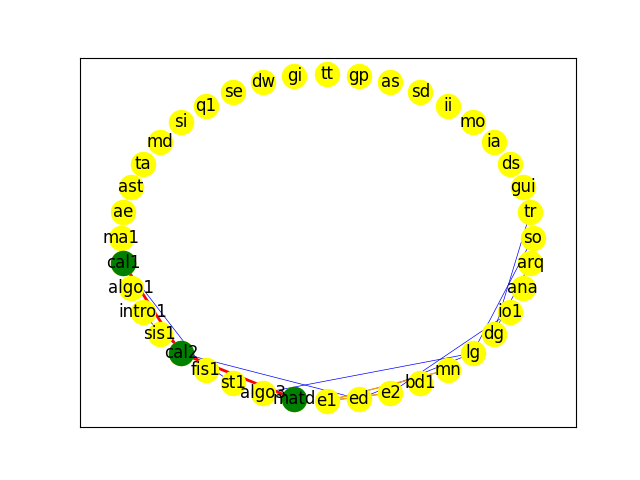 tt
gi
gp
dw
as
se
sd
q1
ii
si
mo
md
ia
ta
ds
ast
gui
ae
tr
ma1
so
cal1
arq
algo1
ana
intro1
io1
sis1
dg
cal2
lg
fis1
mn
st1
bd1
algo3
e2
matd
e1
ed